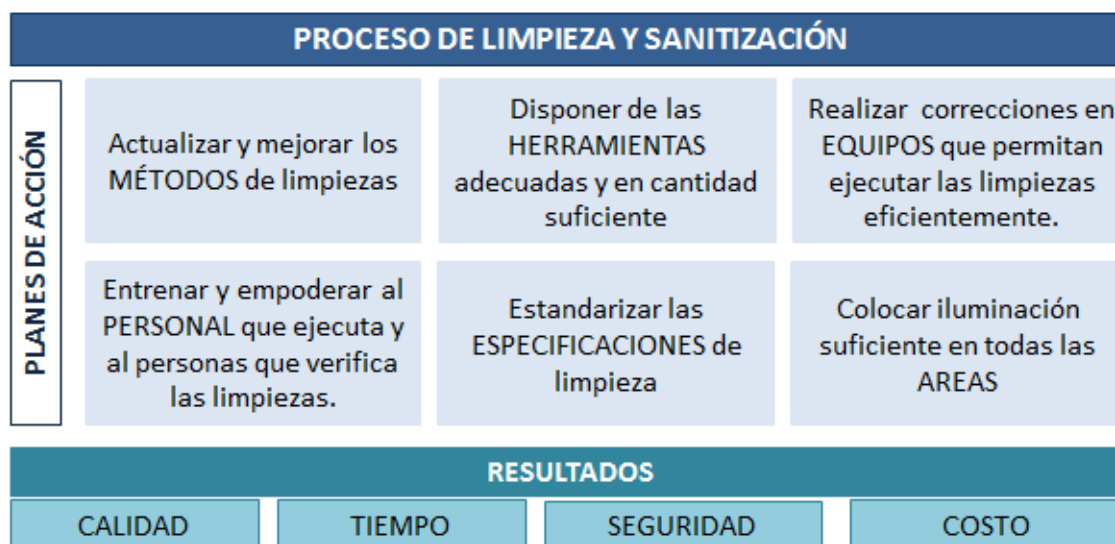 PROCESO DE LIMPIEZA Y SANITIZACIÓN
PLANES DE ACCIÓN
Actualizar y mejorar los
MÉTODOS de limpiezas
Disponer de las
HERRAMIENTAS
adecuadas y en cantidad
suficiente
Realizar correcciones en
EQUIPOS que permitan
ejecutar las limpiezas
eficientemente.
Entrenar y empoderar al
PERSONAL que ejecuta y
al personas que verifica
las limpiezas.
Estandarizar las
ESPECIFICACIONES de
limpieza
Colocar iluminación
suficiente en todas las
AREAS
RESULTADOS
CALIDAD
TIEMPO
SEGURIDAD
COSTO